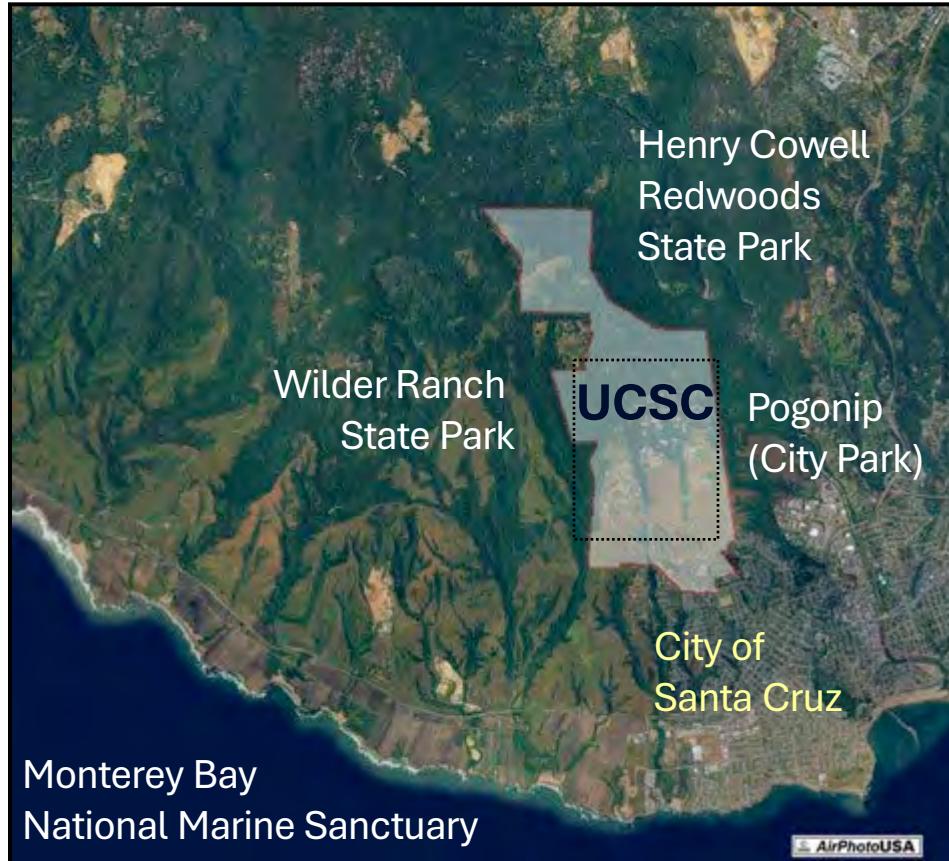 Henry Cowell
Redwoods
State Park
Wilder Ranch
State Park
UCSC
Pogonip
(City Park)
City of
Santa Cruz
Monterey Bay
National Marine Sanctuary
AirPhotoUSA